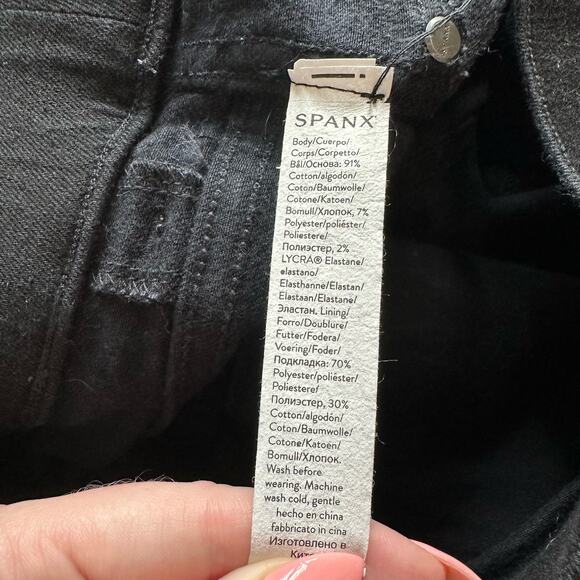 SPANX
Body/Cuerpo/
Corps/Corpetto/
Bål/Основа: 91%
Cotton/algodón/
Coton/Baumwolle/
Cotone/Katoen/
Bomull/Хлопок, 7%
Polyester/poliéster/
Poliestere/
Полиэстер, 2%
LYCRA® Elastane/
elastano/
Elasthanne/Elastan/
Elastaan/Elastane/
Эластан. Lining/
Forro/Doublure/
Futter/Fodera/
Voering/Foder/
Подкладка: 70%
Polyester/poliéster/
Poliestere/
Полиэстер, 30%
Cotton/algodón/
Coton/Baumwolle/
Cotone/Katoen/
Bomull/Хлопок.
Wash before
wearing. Machine
wash cold, gentle
hecho en china
fabbricato in cina
Изготовлено в